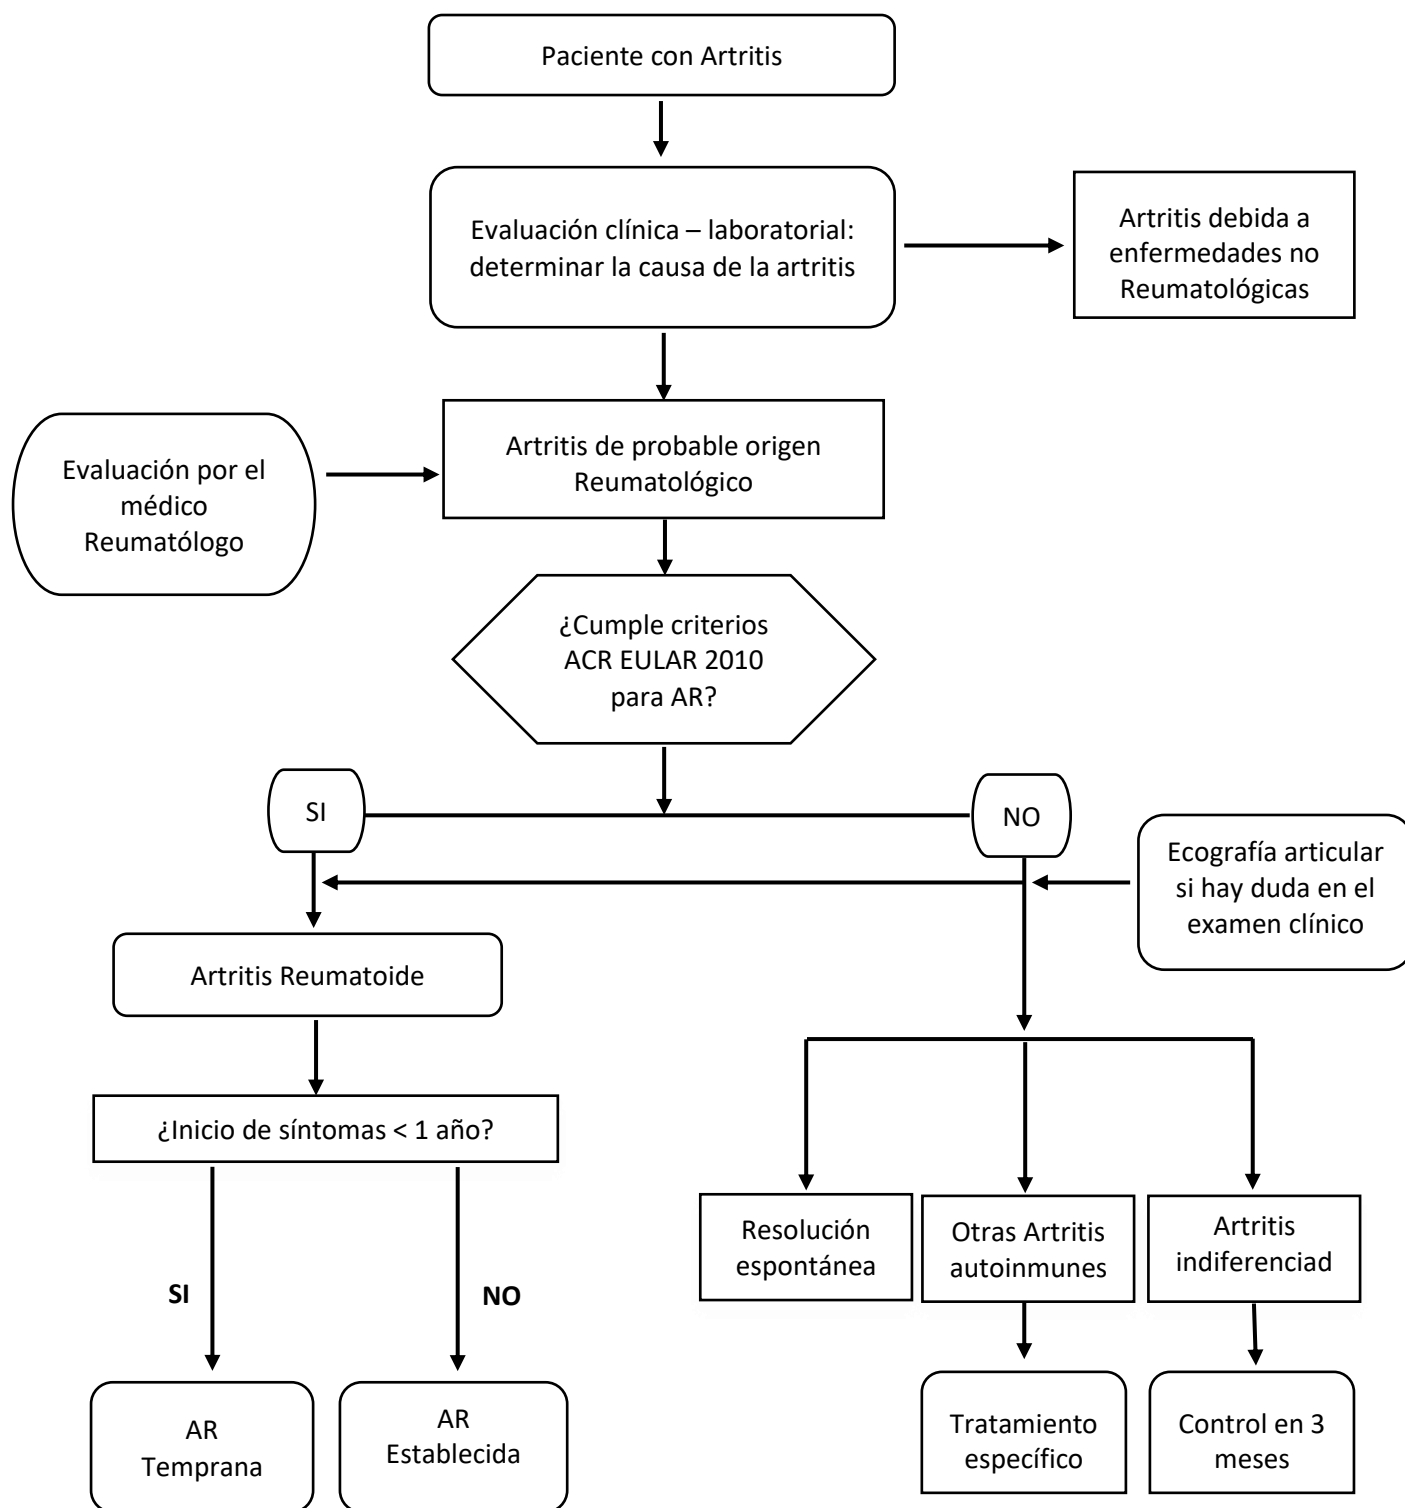 Paciente con Artritis
Evaluación clínica – laboratorial:
determinar la causa de la artritis
Artritis debida a
enfermedades no
Reumatológicas
Evaluación por el
médico
Reumatólogo
Artritis de probable origen
Reumatológico
¿Cumple criterios
ACR EULAR 2010
para AR?
SI
NO
Ecografía articular
si hay duda en el
examen clínico
Artritis Reumatoide
¿Inicio de síntomas < 1 año?
SI
NO
Resolución
espontánea
Otras Artritis
autoinmunes
Artritis
indiferenciad
AR
Temprana
AR
Establecida
Tratamiento
específico
Control en 3
meses